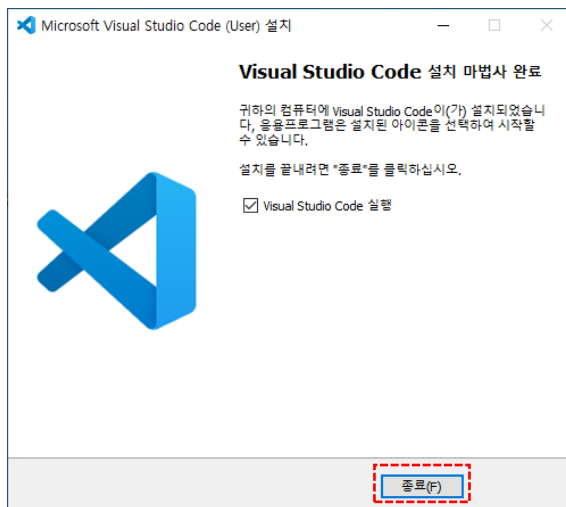 Microsoft Visual Studio Code (User) 설치
Visual Studio Code 설치 마법사 완료
귀하의 컴퓨터에 Visual Studio Code이(가) 설치되었습니
다, 응용프로그램은 설치된 아이콘을 선택하여 시작할
수 있습니다.
설치를 끝내려면 "종료"를 클릭하십시오.
Visual Studio Code 실행
종료(F)